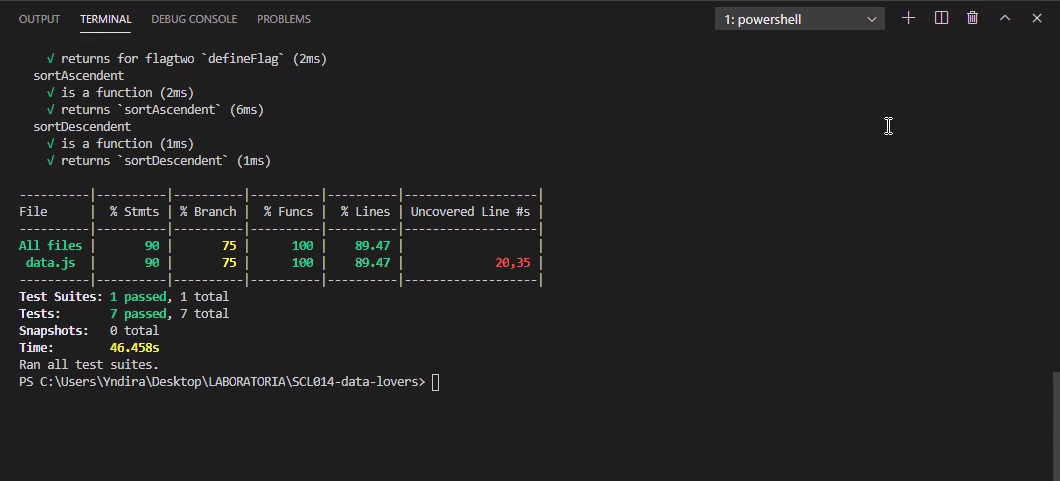 OUTPUT TERMINAL DEBUG CONSOLE PROBLEMS 1: powershell
√ returns for flagtwo `defineFlag` (2ms)
sortAscendent
√ is a function (2ms)
√ returns `sortAscendent` (6ms)
sortDescendent
√ is a function (1ms)
√ returns `sortDescendent` (1ms)
----------|----------|----------|----------|----------|-------------------|
File | % Stmts | % Branch | % Funcs | % Lines | Uncovered Line #s |
----------|----------|----------|----------|----------|-------------------|
All files | 90 | 75 | 100 | 89.47 | |
data.js | 90 | 75 | 100 | 89.47 | 20,35 |
----------|----------|----------|----------|----------|-------------------|
Test Suites: 1 passed, 1 total
Tests: 7 passed, 7 total
Snapshots: 0 total
Time: 46.458s
Ran all test suites.
PS C:\Users\Yndira\Desktop\LABORATORIA\SCL014-data-lovers>